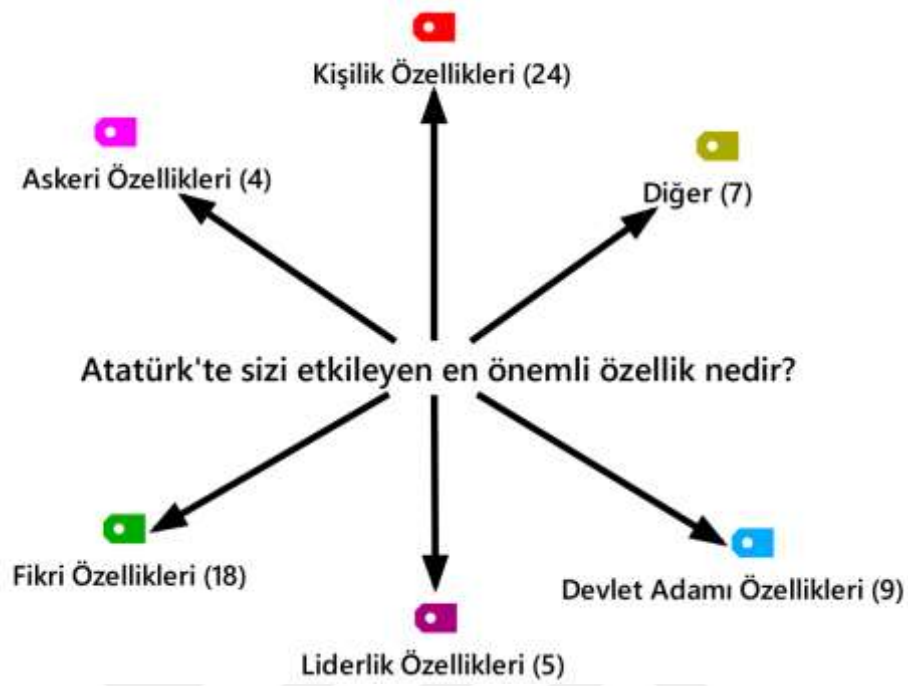 Kişilik Özellikleri (24)
Askeri Özellikleri (4)
Diğer (7)
Atatürk'te sizi etkileyen en önemli özellik nedir?
Fikri Özellikleri (18)
Devlet Adamı Özellikleri (9)
Liderlik Özellikleri (5)